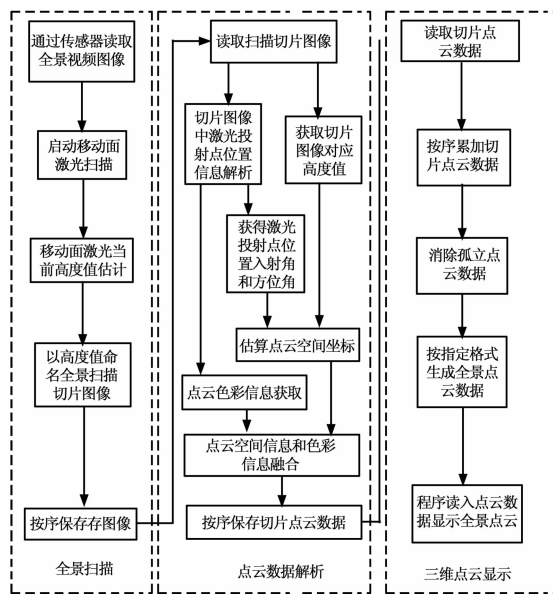 通过传感器读取
全景视频图像
启动移动面
激光扫描
移动面激光当
前高度值估计
以高度值命
名全景扫描
切片图像
按序保存存图像
全景扫描
读取扫描切片图像
切片图像
中激光投
射点位置
信息解析
获取切片
图像对应
高度值
获得激光
投射点位
置入射角
和方位角
估算点云空间坐标
点云色彩信息获取
点云空间信息和色彩
信息融合
按序保存切片点云数据
点云数据解析
读取切片点
云数据
按序累加切
片点云数据
消除孤立点
云数据
按指定格式
生成全景点
云数据
程序读入点云数
据显示全景点云
三维点云显示